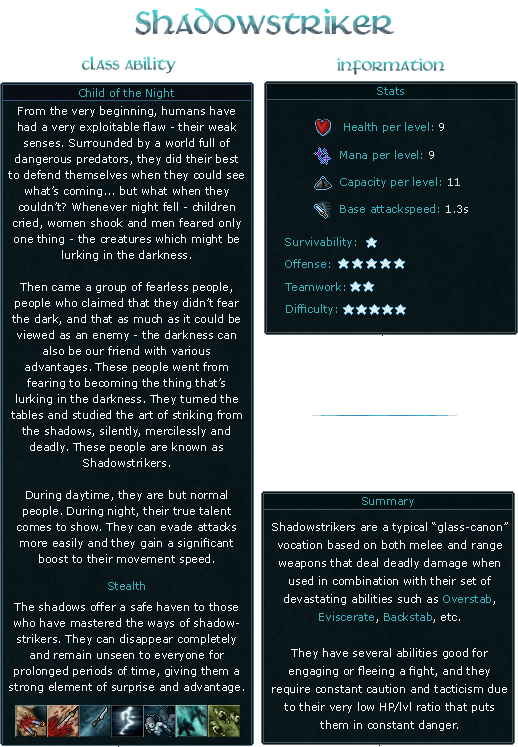 Shadowstriker
Class Ability
Child of the Night
From the very beginning, humans have
had a very exploitable flaw - their weak
senses. Surrounded by a world full of
dangerous predators, they did their best
to defend themselves when they could see
what's coming... but what when they
couldn't? Whenever night fell - children
cried, women shook and men feared only
one thing - the creatures which might be
lurking in the darkness.
Then came a group of fearless people,
people who claimed that they didn't fear
the dark, and that as much as it could be
viewed as an enemy - the darkness can
also be our friend with various
advantages. These people went from
fearing to becoming the thing that's
lurking in the darkness. They turned the
tables and studied the art of striking from
the shadows, silently, mercilessly and
deadly. These people are known as
Shadowstrikers.
During daytime, they are but normal
people. During night, their true talent
comes to show. They can evade attacks
more easily and they gain a significant
boost to their movement speed.
Stealth
The shadows offer a safe haven to those
who have mastered the ways of shadow-
strikers. They can disappear completely
and remain unseen to everyone for
prolonged periods of time, giving them a
strong element of surprise and advantage.
Information
Stats
Health per level: 9
Mana per level: 9
Capacity per level: 11
Base attackspeed: 1.3s
Survivability:
Offense:
Teamwork:
Difficulty:
Summary
Shadowstrikers are a typical "glass-canon"
vocation based on both melee and range
weapons that deal deadly damage when
used in combination with their set of
devastating abilities such as Overstab,
Eviscerate, Backstab, etc.
They have several abilities good for
engaging or fleeing a fight, and they
require constant caution and tacticism due
to their very low HP/lvl ratio that puts
them in constant danger.